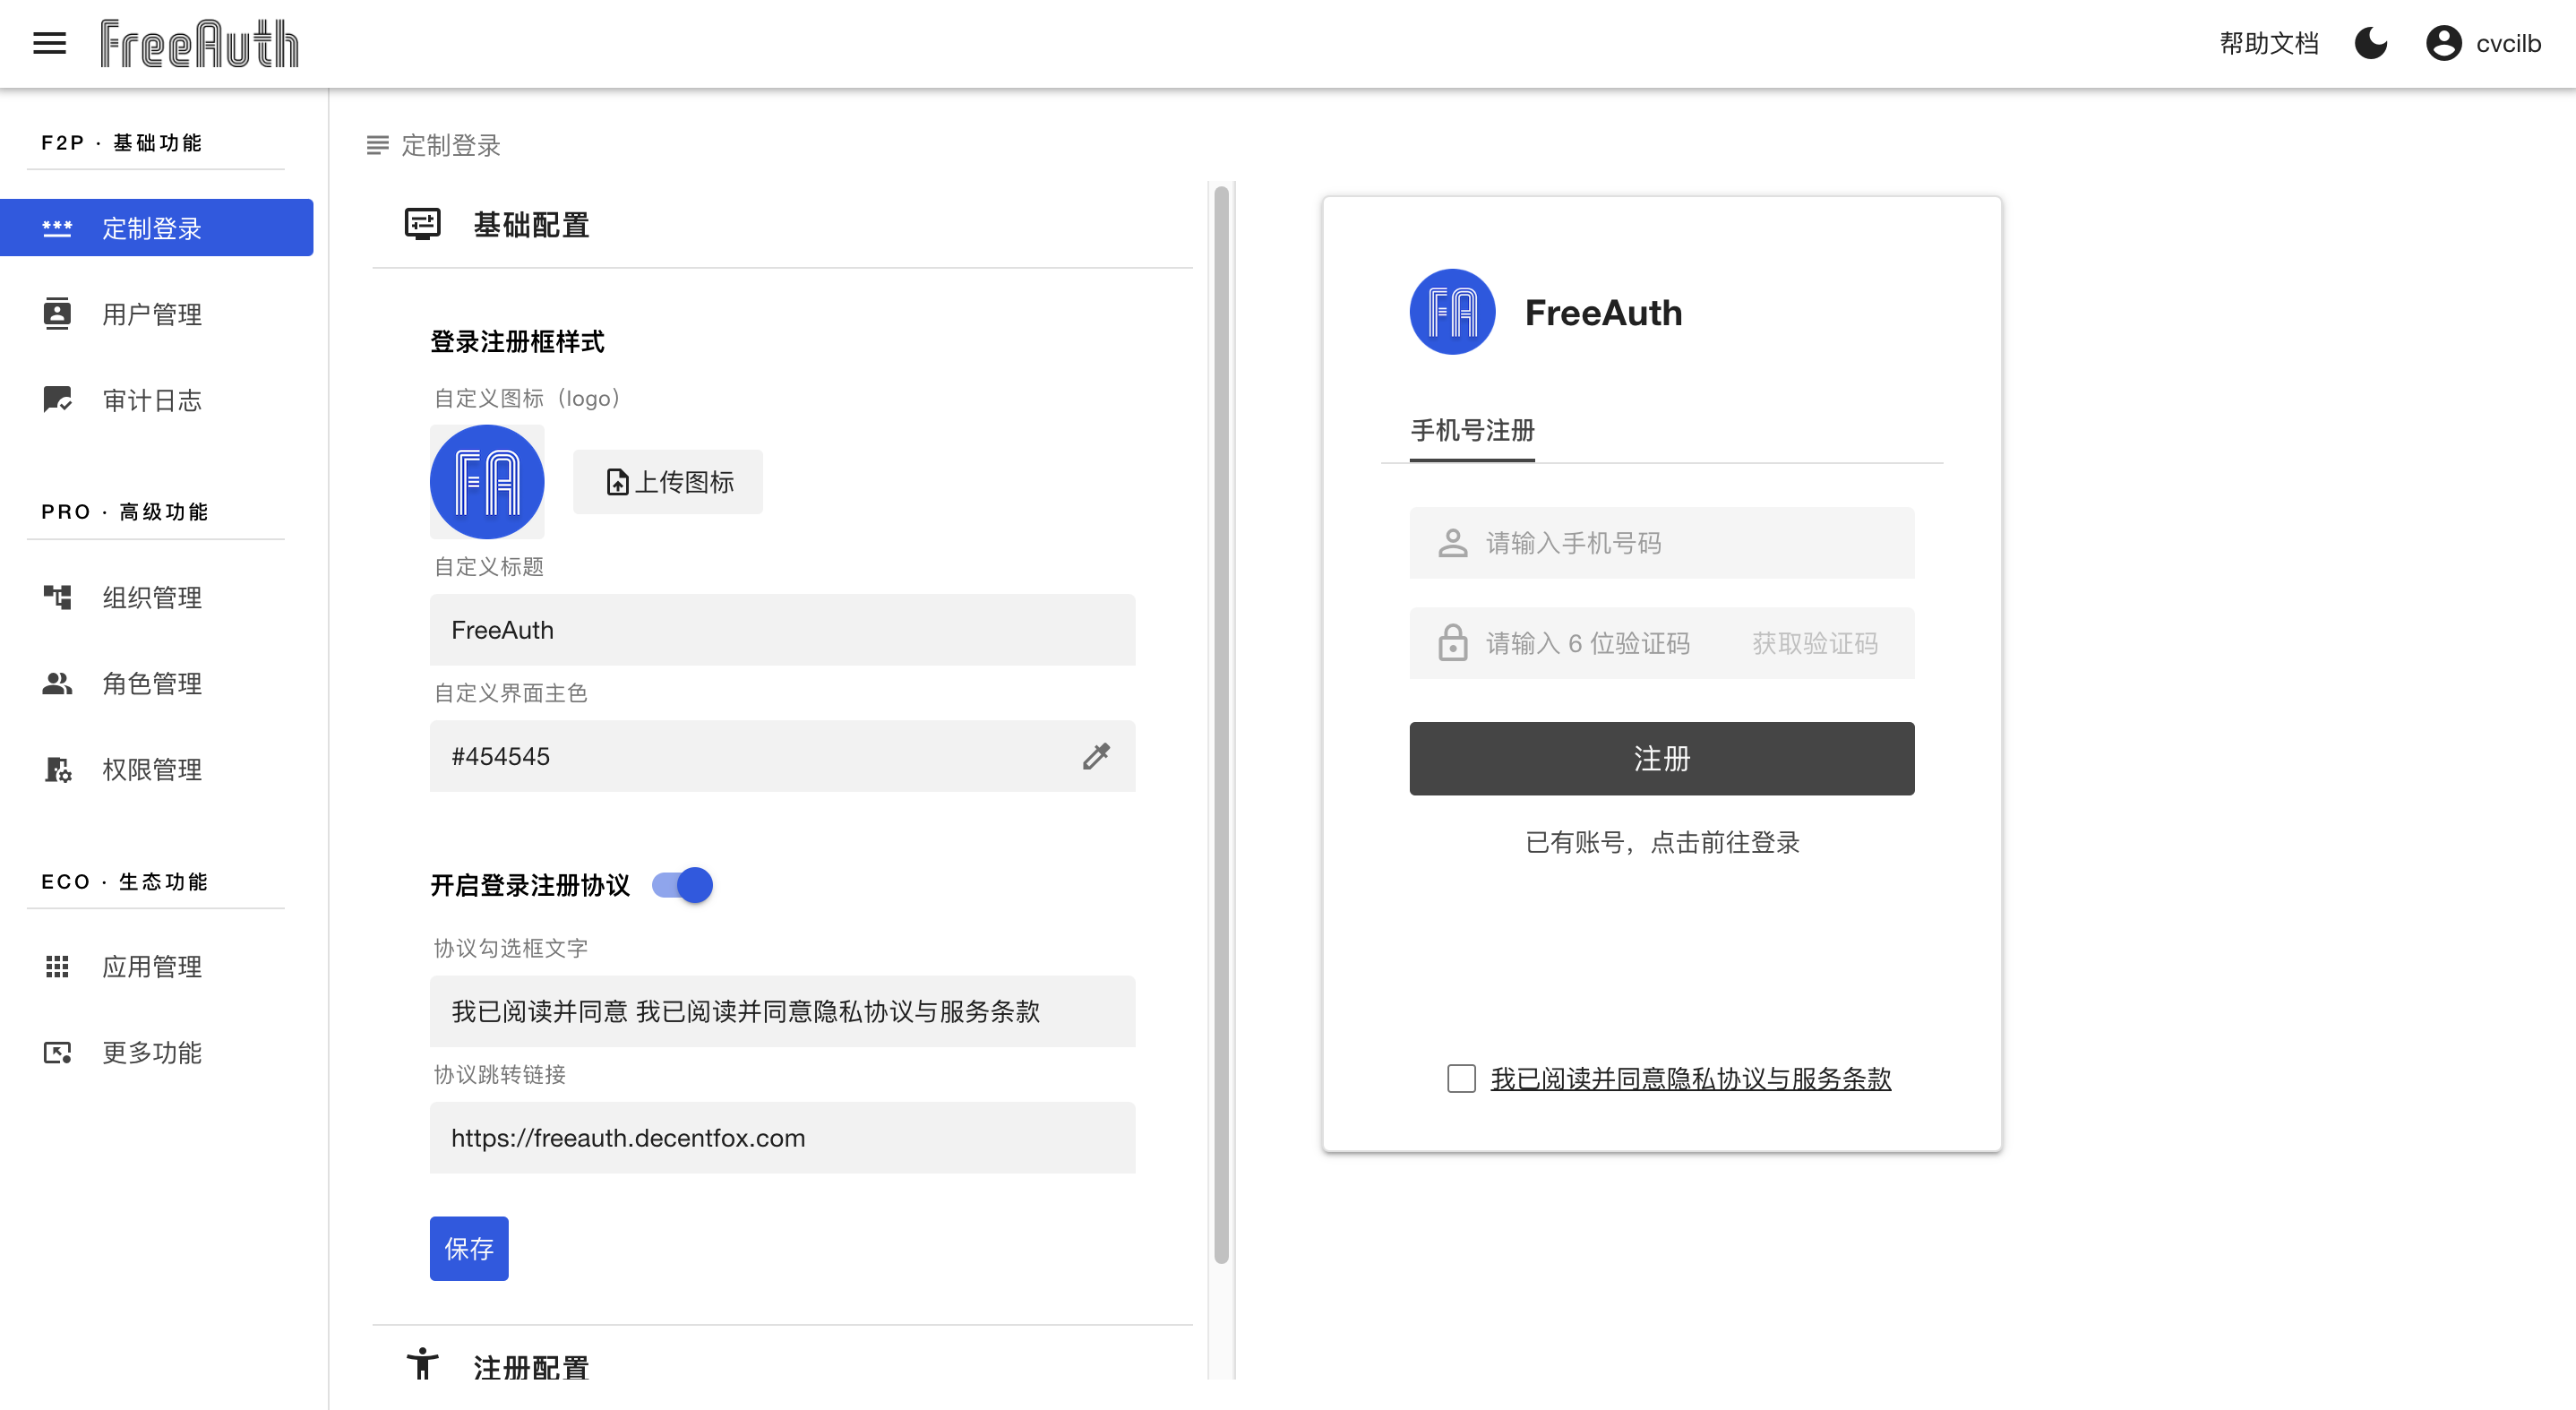 FreeAuth
帮助文档
cvcilb
F2P · 基础功能
定制登录
用户管理
审计日志
PRO · 高级功能
组织管理
角色管理
权限管理
ECO · 生态功能
应用管理
更多功能
定制登录
基础配置
登录注册框样式
自定义图标（logo）
FA
上传图标
自定义标题
FreeAuth
自定义界面主色
#454545
开启登录注册协议
协议勾选框文字
我已阅读并同意 我已阅读并同意隐私协议与服务条款
协议跳转链接
https://freeauth.decentfox.com
保存
注册配置
FA
FreeAuth
手机号注册
请输入手机号码
请输入 6 位验证码
获取验证码
注册
已有账号，点击前往登录
我已阅读并同意隐私协议与服务条款